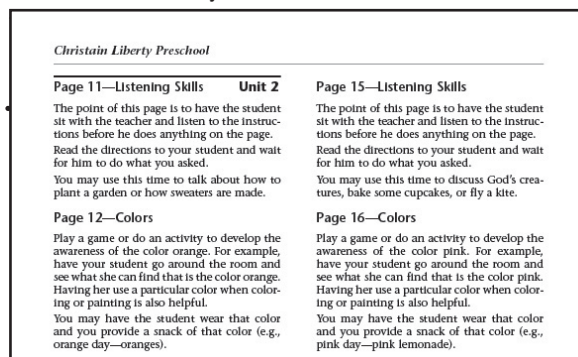 Christain Liberty Preschool
Page 11—Listening Skills Unit 2
The point of this page is to have the student
sit with the teacher and listen to the instruc-
tions before he does anything on the page.
Read the directions to your student and wait
for him to do what you asked.
You may use this time to talk about how to
plant a garden or how sweaters are made.
Page 12—Colors
Play a game or do an activity to develop the
awareness of the color orange. For example,
have your student go around the room and
see what she can find that is the color orange.
Having her use a particular color when color-
ing or painting is also helpful.
You may have the student wear that color
and you provide a snack of that color (e.g.,
orange day—oranges).
Page 15—Listening Skills
The point of this page is to have the student
sit with the teacher and listen to the instruc-
tions before he does anything on the page.
Read the directions to your student and wait
for him to do what you asked.
You may use this time to discuss God's crea-
tures, bake some cupcakes, or fly a kite.
Page 16—Colors
Play a game or do an activity to develop the
awareness of the color pink. For example,
have your student go around the room and
see what she can find that is the color pink.
Having her use a particular color when color-
ing or painting is also helpful.
You may have the student wear that color
and you provide a snack of that color (e.g.,
pink day—pink lemonade).